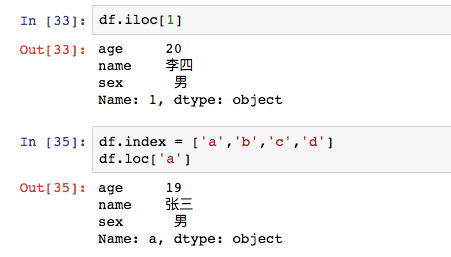 In [33]: df.iloc[1]
Out[33]: age 20
name 李四
sex 男
Name: 1, dtype: object
In [35]: df.index = ['a','b','c','d']
df.loc['a']
Out[35]: age 19
name 张三
sex 男
Name: a, dtype: object